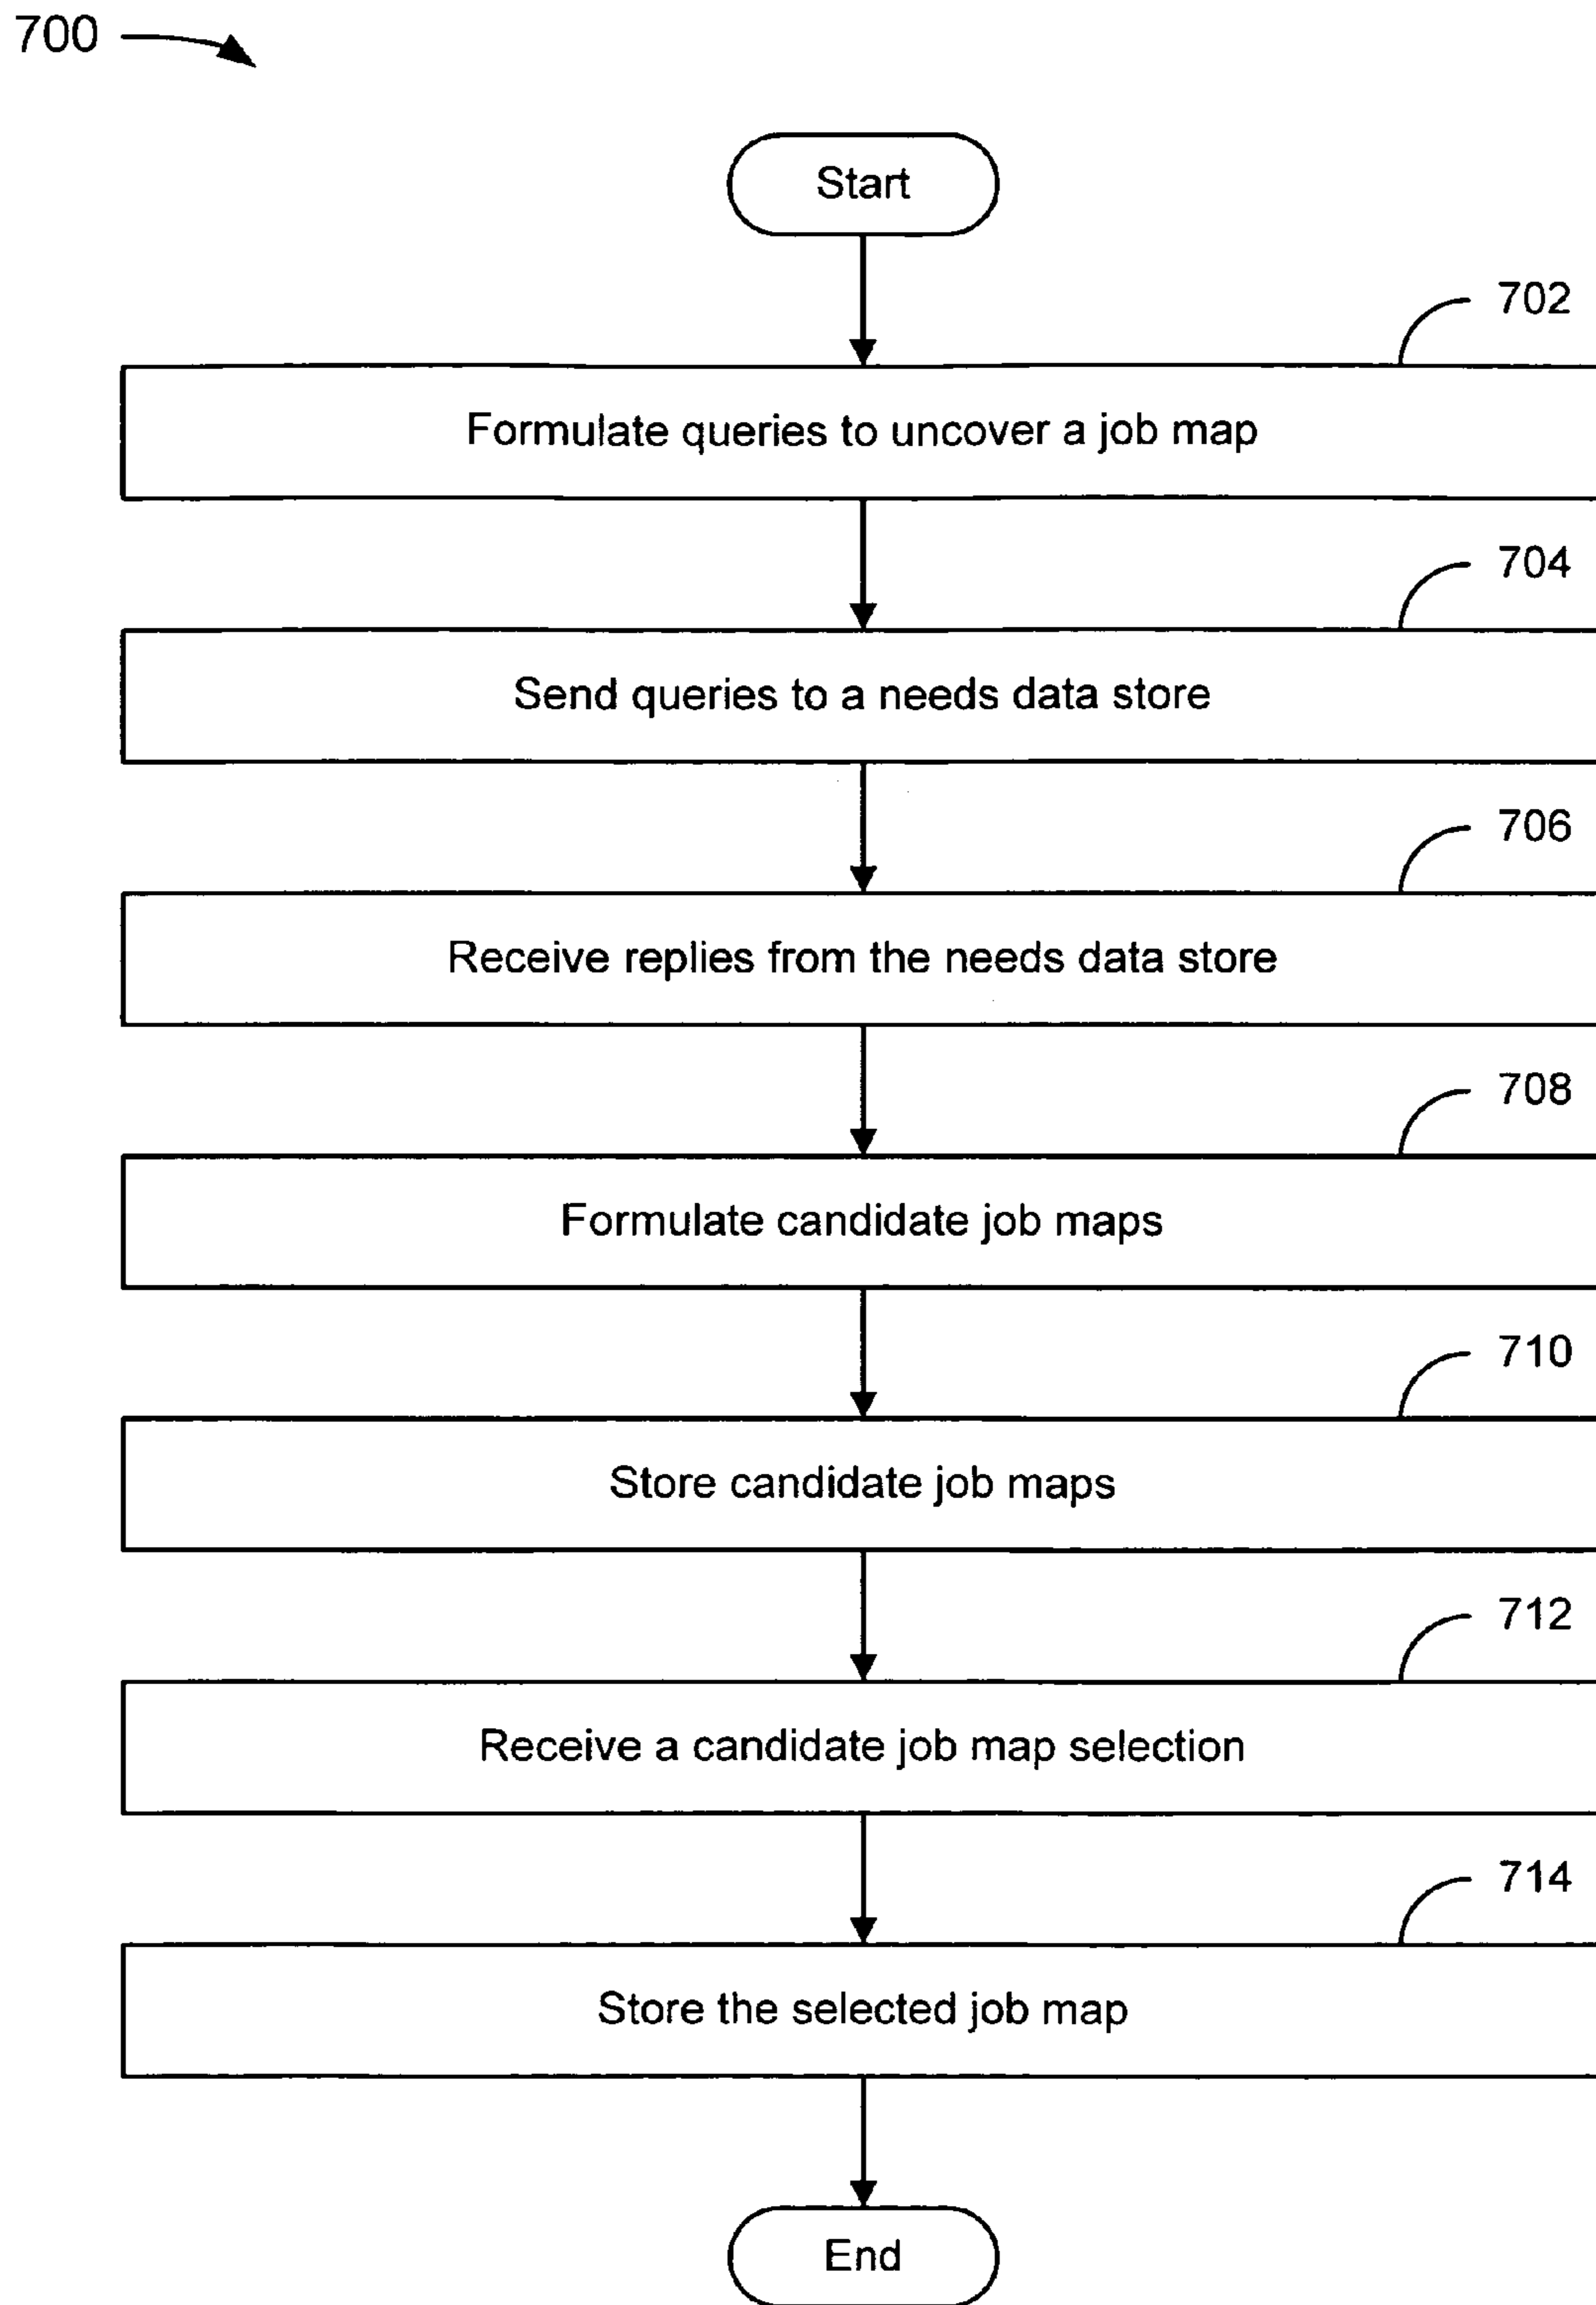 700
Start
702
Formulate queries to uncover a job map
704
Send queries to a needs data store
706
Receive replies from the needs data store
708
Formulate candidate job maps
710
Store candidate job maps
712
Receive a candidate job map selection
714
Store the selected job map
End